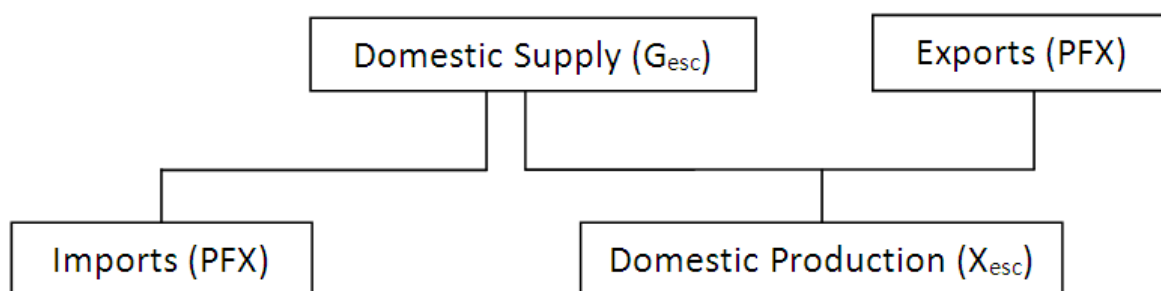 Domestic Supply (Gesc)
Exports (PFX)
Imports (PFX)
Domestic Production (Xesc)